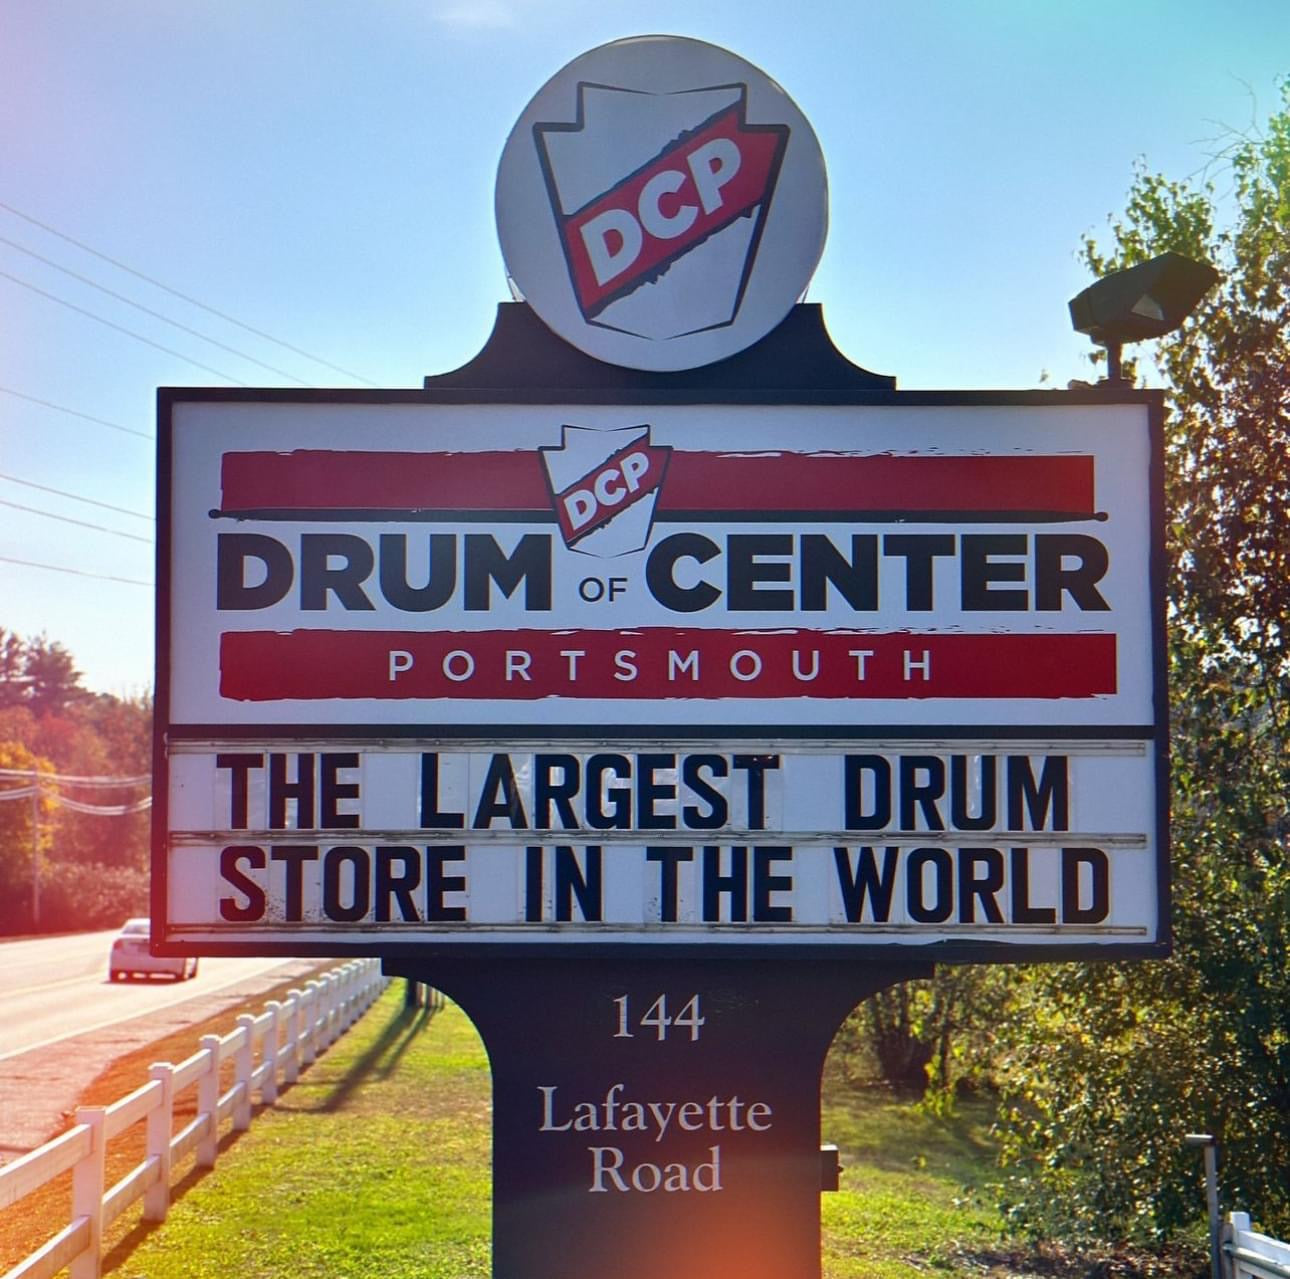 DCP
DCP
DRUM OF CENTER
PORTSMOUTH
THE LARGEST DRUM
STORE IN THE WORLD
144
Lafayette
Road